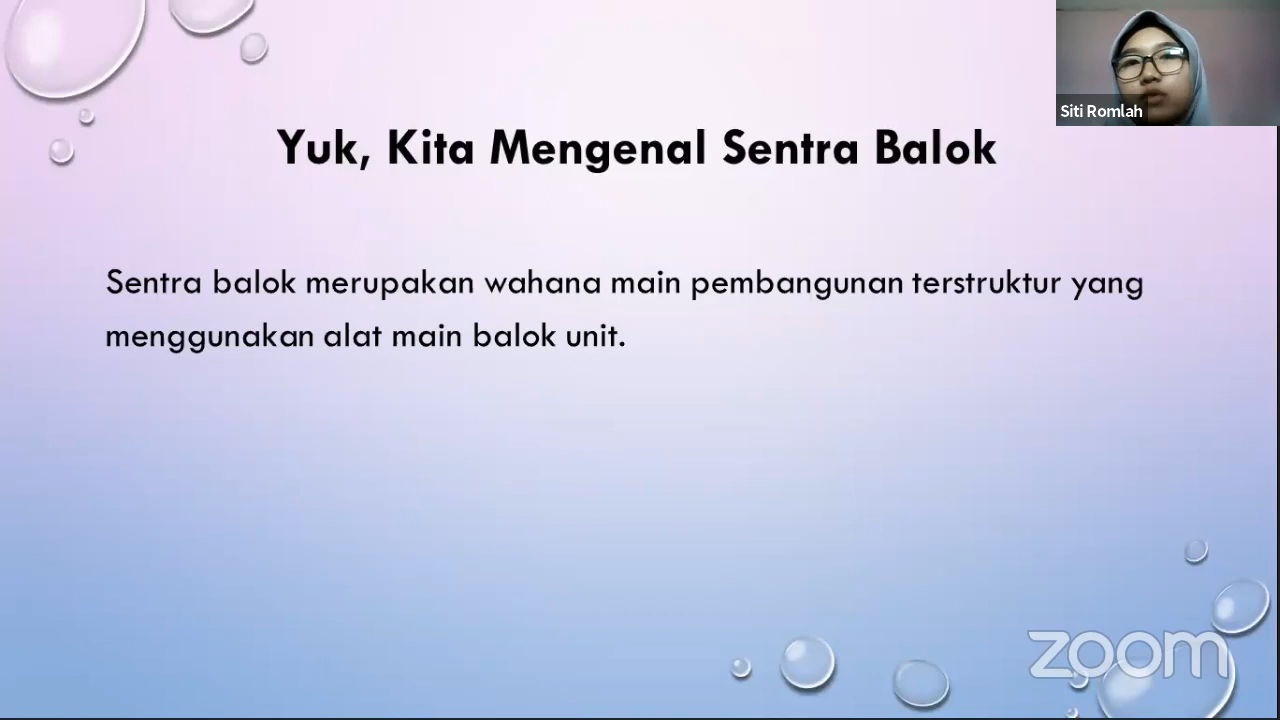 Siti Romlah
Yuk, Kita Mengenal Sentra Balok
Sentra balok merupakan wahana main pembangunan terstruktur yang
menggunakan alat main balok unit.
zoom